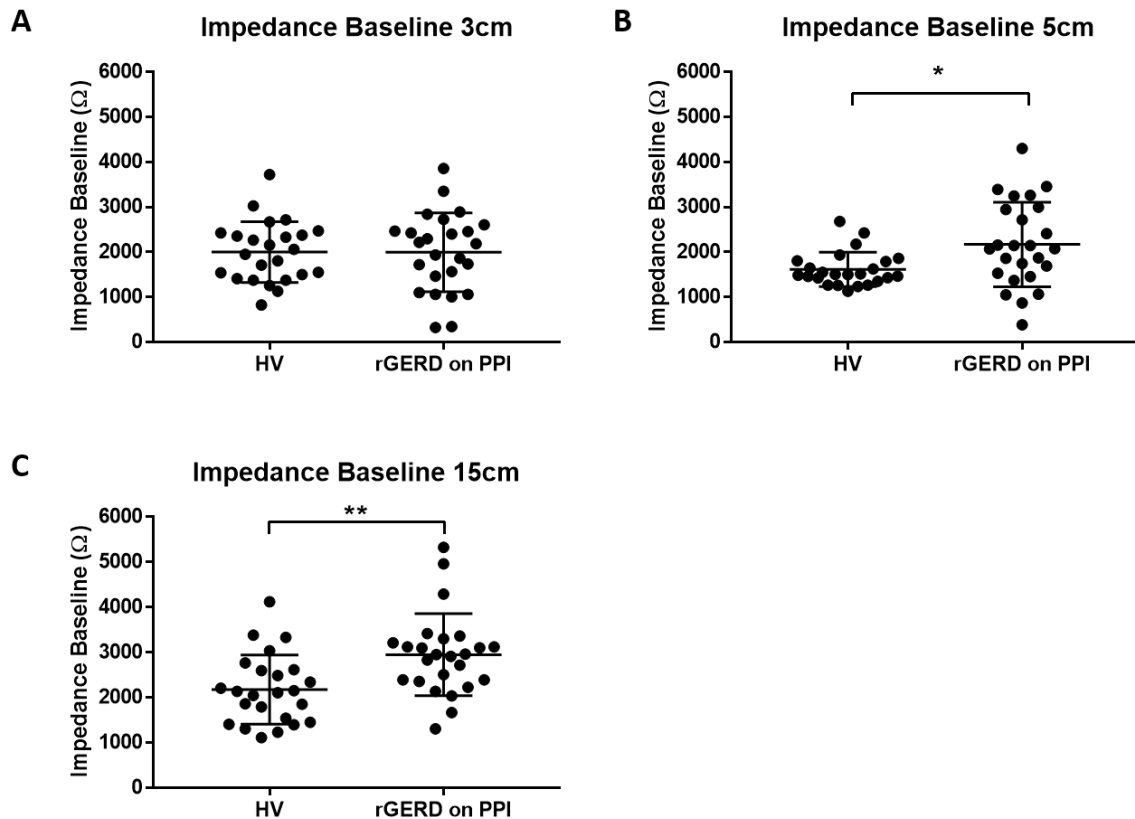 A
Impedance Baseline 3cm
Impedance Baseline (Ω)
6000
5000
4000
3000
2000
1000
0
HV
rGERD on PPI
B
Impedance Baseline 5cm
Impedance Baseline (Ω)
6000
5000
4000
3000
2000
1000
0
*
HV
rGERD on PPI
C
Impedance Baseline 15cm
Impedance Baseline (Ω)
6000
5000
4000
3000
2000
1000
0
**
HV
rGERD on PPI